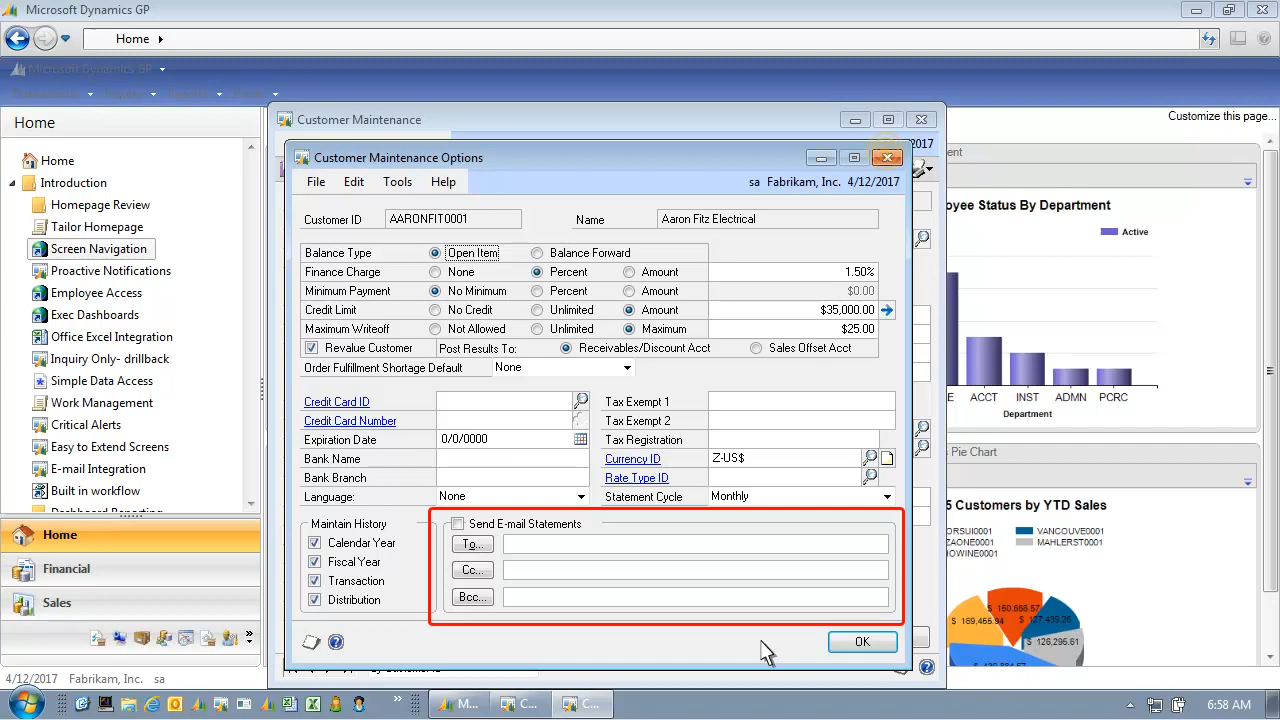 Microsoft Dynamics GP
Home
Microsoft Dynamics GP
Home
Customize this page...
Customer Maintenance
2017
Customer Maintenance Options
File Edit Tools Help
sa Fabrikam, Inc. 4/12/2017
Customer ID AARONFIT0001 Name Aaron Fitz Electrical
Balance Type Open Item Balance Forward
Finance Charge None Percent Amount 1.50%
Minimum Payment No Minimum Percent Amount $0.00
Credit Limit No Credit Unlimited Amount $35,000.00
Maximum Writeoff Not Allowed Unlimited Maximum $25.00
Revalue Customer Post Results To: Receivables/Discount Acct Sales Offset Acct
Order Fulfillment Shortage Default None
Credit Card ID Tax Exempt 1
Credit Card Number Tax Exempt 2
Expiration Date 0/0/0000 Tax Registration
Bank Name Currency ID Z-US$
Bank Branch Rate Type ID
Language: None Statement Cycle Monthly
Maintain History Send E-mail Statements
Calendar Year To...
Fiscal Year
Transaction Cc...
Distribution Bcc...
OK
Home
Introduction
Homepage Review
Tailor Homepage
Screen Navigation
Proactive Notifications
Employee Access
Exec Dashboards
Office Excel Integration
Inquiry Only- drillback
Simple Data Access
Work Management
Critical Alerts
Easy to Extend Screens
E-mail Integration
Built in workflow
Home
Financial
Sales
4/12/2017 Fabrikam, Inc. sa
ent
yee Status By Department
Active
E ACCT INST ADMN PCRC
Department
s Pie Chart
5 Customers by YTD Sales
ORSUI0001 VANCOUVE0001
ZAONE0001 MAHLERST0001
HOWINE0001
$ 169,455.94
$ 126,295.61
M... C... C...
6:58 AM